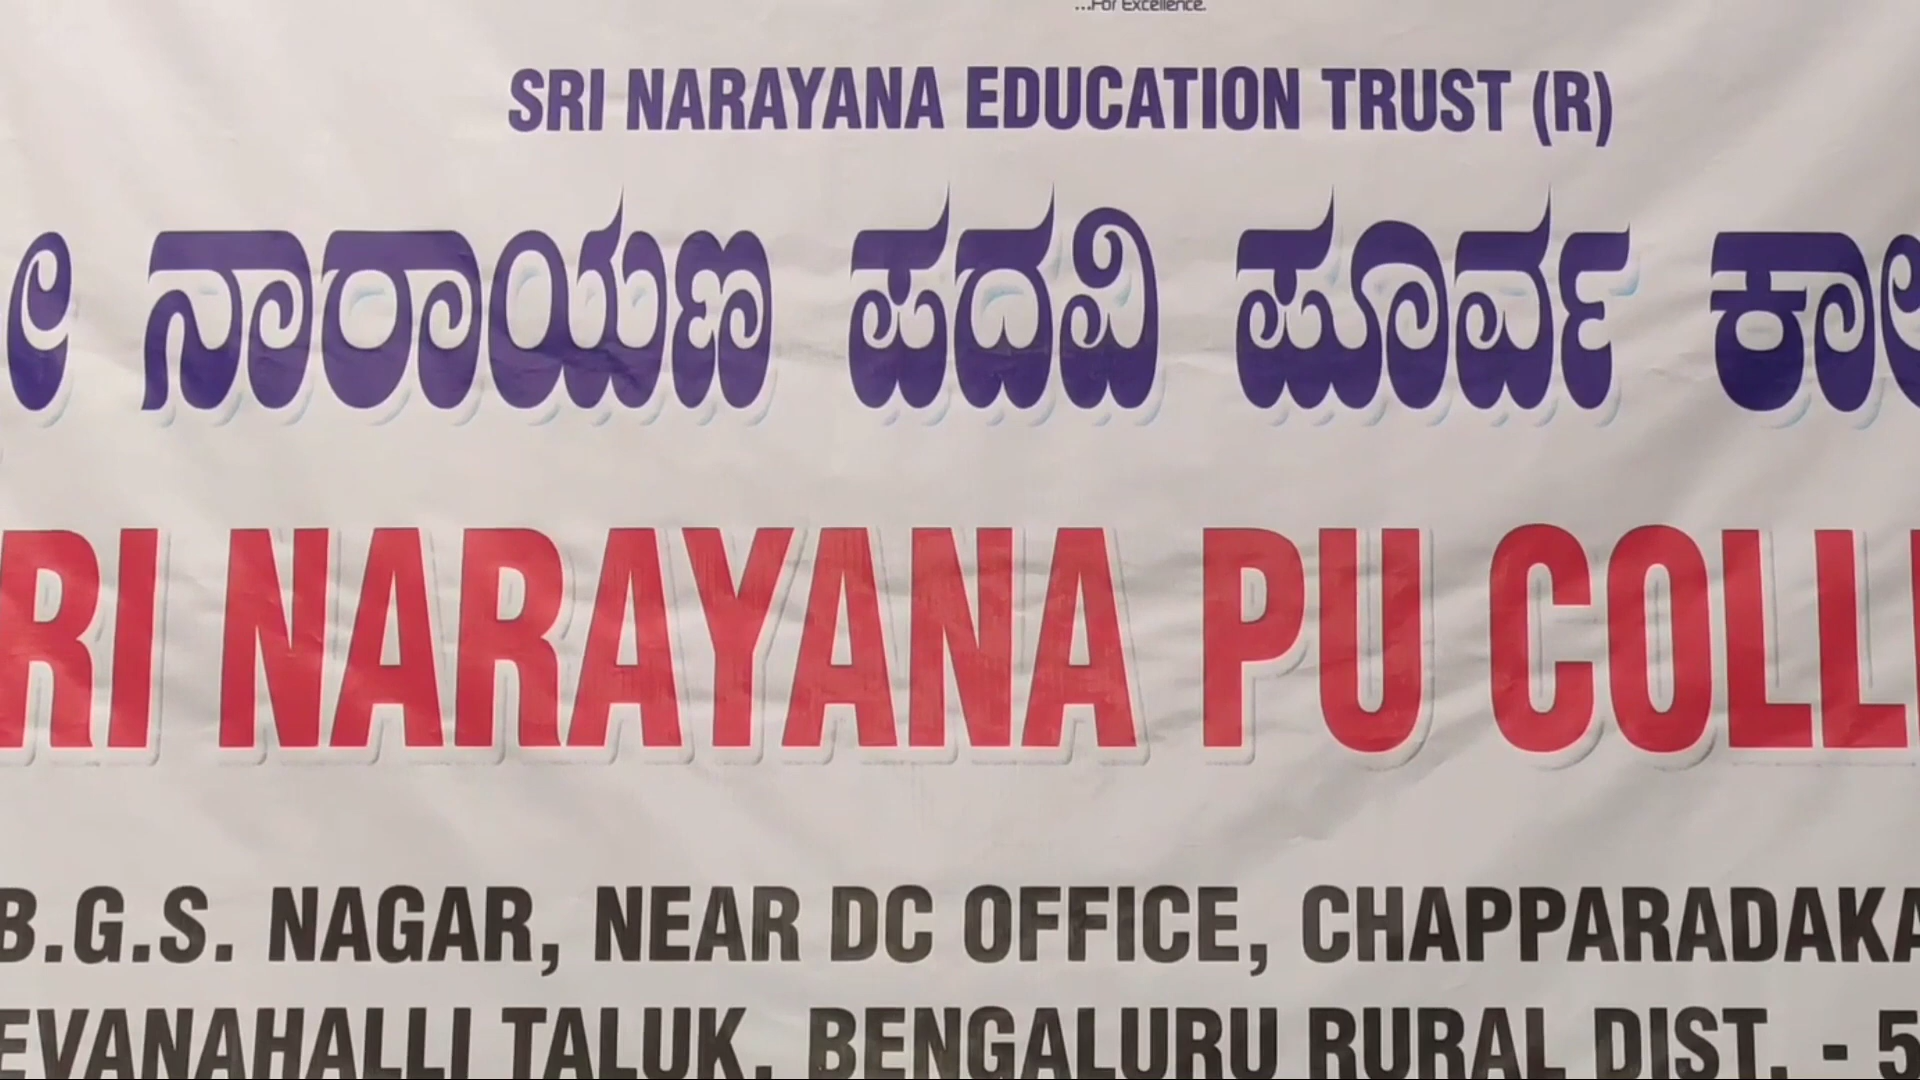 ...For Excellence.
SRI NARAYANA EDUCATION TRUST (R)
ನಾರಾಯಣ ಪದವಿ ಪೂರ್ವ
RI NARAYANA PU COLL
B.G.S. NAGAR, NEAR DC OFFICE, CHAPPARADAKA
EVANAHALLI TALUK, BENGALURU RURAL DIST. - 5